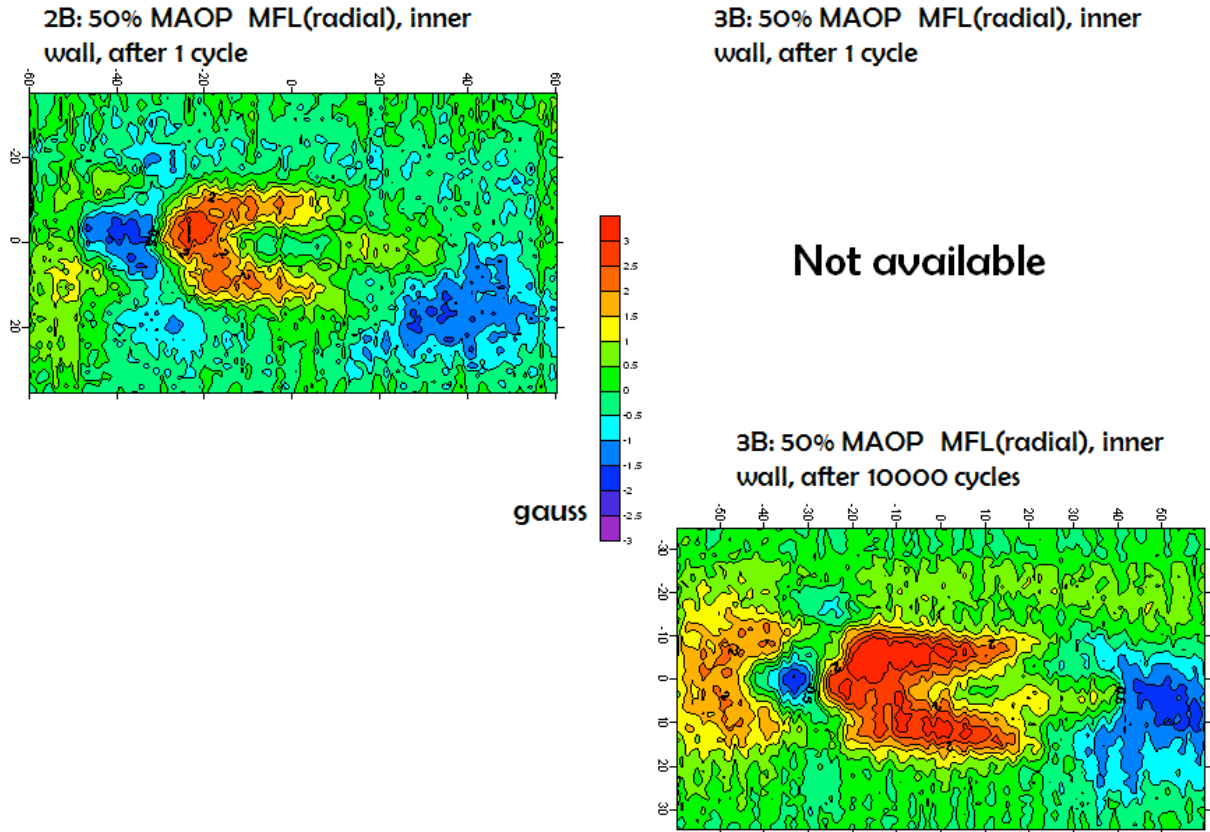 2B: 50% MAOP MFL(radial), inner
wall, after 1 cycle
-60 -40 -20 0 20 40 60
-20
0
20
3B: 50% MAOP MFL(radial), inner
wall, after 1 cycle
Not available
3
2.5
2
1.5
1
0.5
0
-0.5
-1
-1.5
-2
-2.5
-3
gauss
3B: 50% MAOP MFL(radial), inner
wall, after 10000 cycles
-50 -40 -30 -20 -10 0 10 20 30 40 50
-30
-20
-10
0
10
20
30